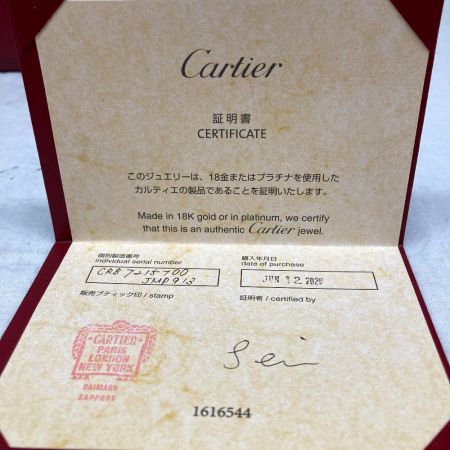 Cartier
証明書
CERTIFICATE
このジュエリーは、18金またはプラチナを使用した
カルティエの製品であることを証明いたします。
Made in 18K gold or in platinum, we certify
that this is an authentic Cartier jewel.
個別製造番号
individual serial number
CRB7215700
JMD913
購入年月日
date of purchase
JUN 12 2020
販売ブティック印 / stamp
証明者 / certified by
CARTIER
PARIS
LONDON
NEW YORK
DAIMARU
SAPPORO
1616544